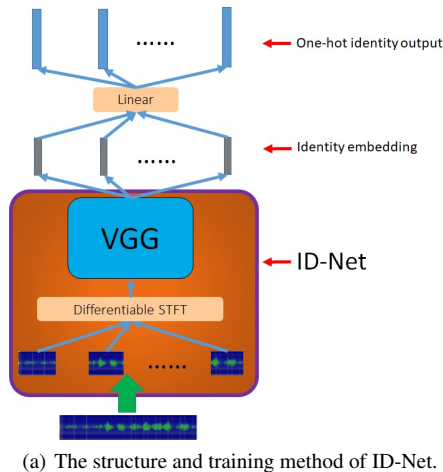 ......
One-hot identity output
Linear
......
Identity embedding
VGG
ID-Net
Differentiable STFT
......
(a) The structure and training method of ID-Net.